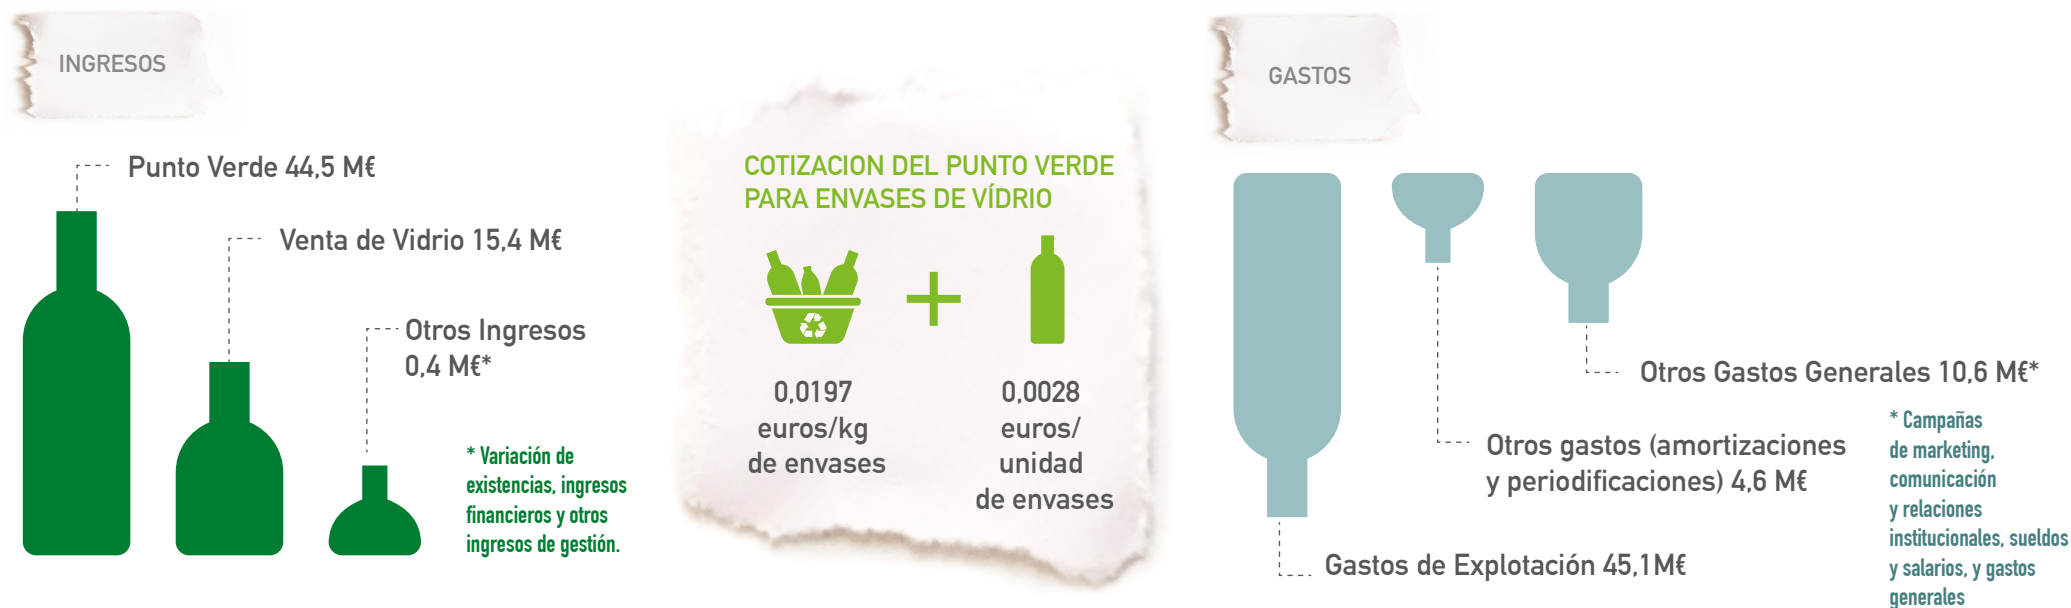 INGRESOS
Punto Verde 44,5 M€
Venta de Vidrio 15,4 M€
Otros Ingresos
0,4 M€*
* Variación de
existencias, ingresos
financieros y otros
ingresos de gestión.
COTIZACION DEL PUNTO VERDE
PARA ENVASES DE VÍDRIO
0,0197
euros/kg
de envases
0,0028
euros/
unidad
de envases
GASTOS
Otros Gastos Generales 10,6 M€*
Otros gastos (amortizaciones
y periodificaciones) 4,6 M€
Gastos de Explotación 45,1M€
* Campañas
de marketing,
comunicación
y relaciones
institucionales, sueldos
y salarios, y gastos
generales